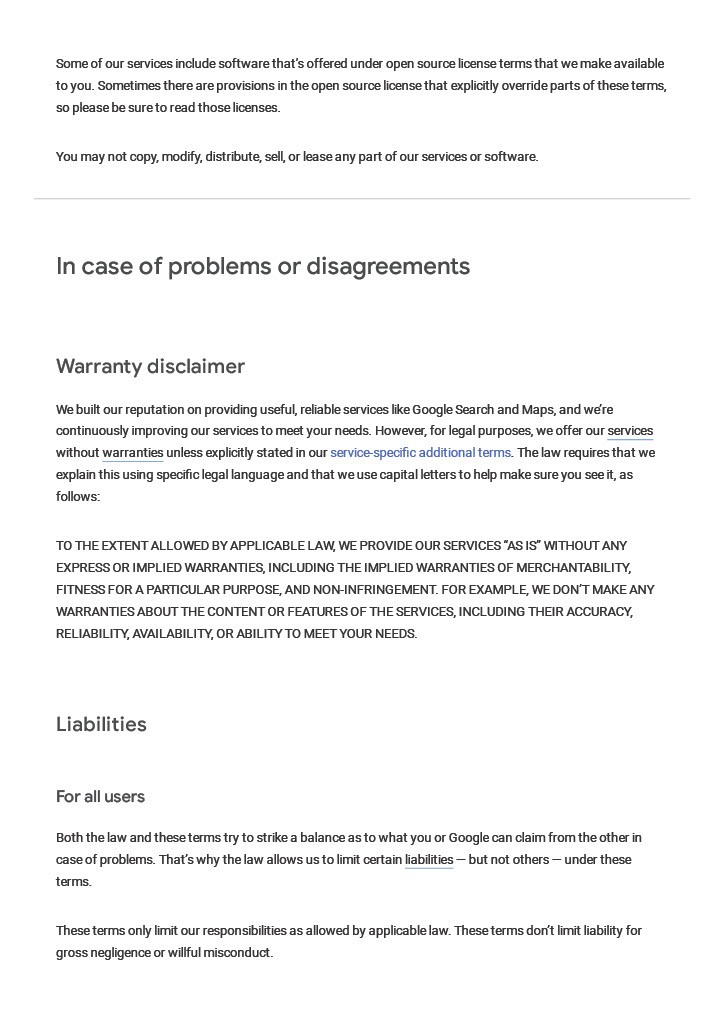 Some of our services include software that’s offered under open source license terms that we make available
to you. Sometimes there are provisions in the open source license that explicitly override parts of these terms,
so please be sure to read those licenses.
You may not copy, modify, distribute, sell, or lease any part of our services or software.
In case of problems or disagreements
Warranty disclaimer
We built our reputation on providing useful, reliable services like Google Search and Maps, and we’re
continuously improving our services to meet your needs. However, for legal purposes, we offer our services
without warranties unless explicitly stated in our service-specific additional terms. The law requires that we
explain this using specific legal language and that we use capital letters to help make sure you see it, as
follows:
TO THE EXTENT ALLOWED BY APPLICABLE LAW, WE PROVIDE OUR SERVICES “AS IS” WITHOUT ANY
EXPRESS OR IMPLIED WARRANTIES, INCLUDING THE IMPLIED WARRANTIES OF MERCHANTABILITY,
FITNESS FOR A PARTICULAR PURPOSE, AND NON-INFRINGEMENT. FOR EXAMPLE, WE DON’T MAKE ANY
WARRANTIES ABOUT THE CONTENT OR FEATURES OF THE SERVICES, INCLUDING THEIR ACCURACY,
RELIABILITY, AVAILABILITY, OR ABILITY TO MEET YOUR NEEDS.
Liabilities
For all users
Both the law and these terms try to strike a balance as to what you or Google can claim from the other in
case of problems. That’s why the law allows us to limit certain liabilities — but not others — under these
terms.
These terms only limit our responsibilities as allowed by applicable law. These terms don’t limit liability for
gross negligence or willful misconduct.